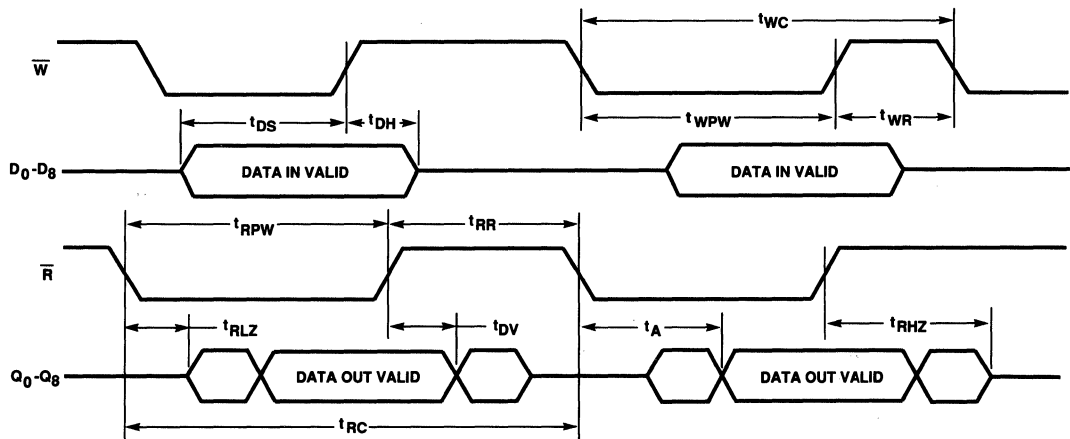 tWC
W
tDS
tDH
tWPW
tWR
D0-D8
DATA IN VALID
DATA IN VALID
tRPW
tRR
R
tRLZ
tDV
tA
tRHZ
Q0-Q8
DATA OUT VALID
DATA OUT VALID
tRC